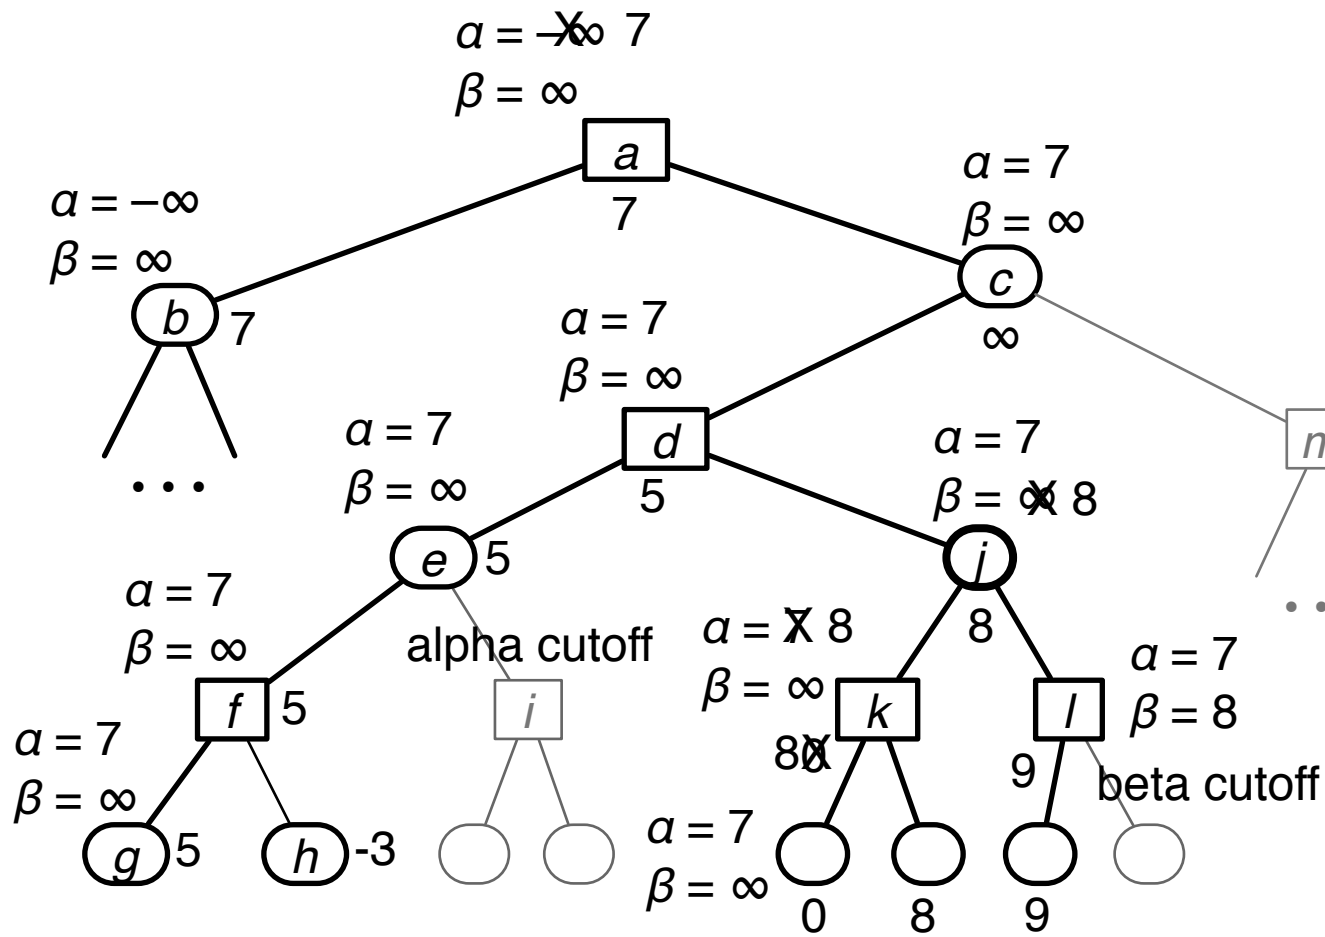 α = –∞ 7
β = ∞
a
7
α = 7
β = ∞
c
∞
α = –∞
β = ∞
b
7
. . .
α = 7
β = ∞
d
5
α = 7
β = ∞
e
5
α = 7
β = ∞ 8
j
8
α = 7
β = ∞
f
5
alpha cutoff
i
α = 7 8
β = ∞
k
8 0
l
α = 7
β = 8
9
beta cutoff
α = 7
β = ∞
g
5
h
-3
α = 7
β = ∞
0
8
9